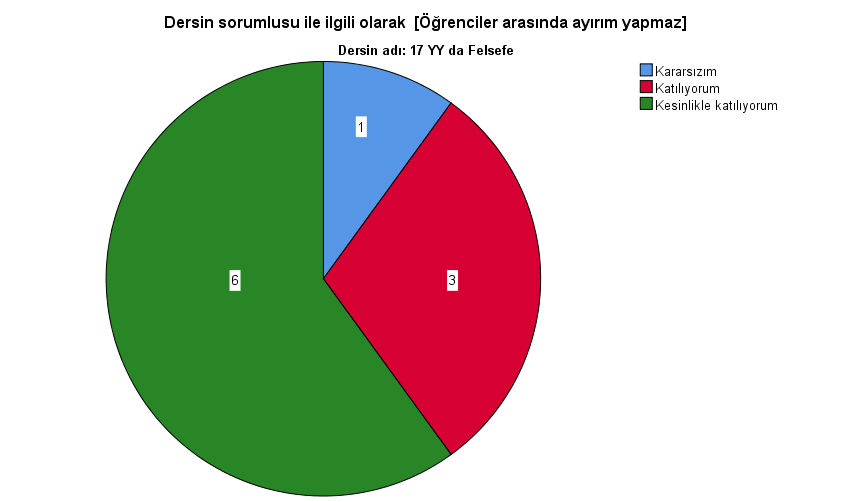 Dersin sorumlusu ile ilgili olarak [Öğrenciler arasında ayırım yapmaz]
Dersin adı: 17 YY da Felsefe
Kararsızım
Katılıyorum
Kesinlikle katılıyorum
1
3
6